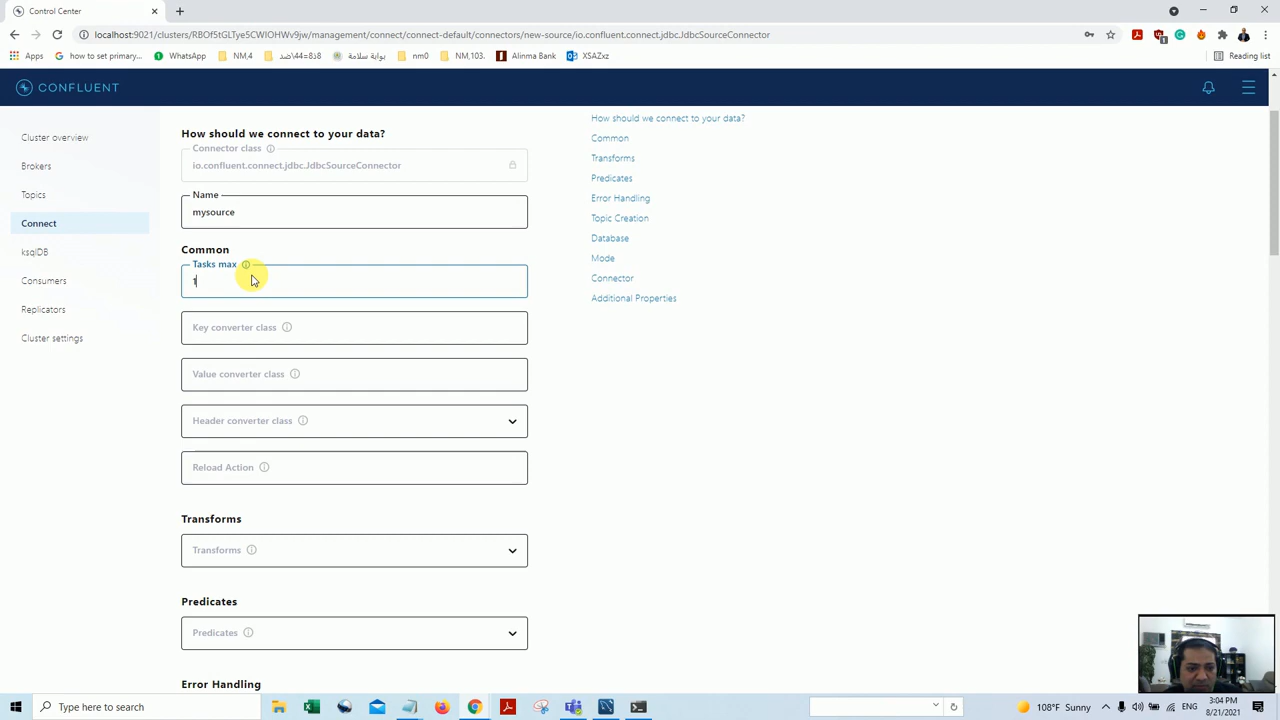 Control Center
localhost:9021/clusters/RBOf5tGLTye5CWIOHWv9jw/management/connect/connect-default/connectors/new-source/io.confluent.connect.jdbc.JdbcSourceConnector
Apps
how to set primary...
WhatsApp
NM,4
بوابة سلامة
nm0
NM,103.
Alinma Bank
XSAZxz
Reading list
CONFLUENT
Cluster overview
Brokers
Topics
Connect
ksqlDB
Consumers
Replicators
Cluster settings
How should we connect to your data?
Connector class
io.confluent.connect.jdbc.JdbcSourceConnector
Name
mysource
Common
Tasks max
1
Key converter class
Value converter class
Header converter class
Reload Action
Transforms
Transforms
Predicates
Predicates
Error Handling
How should we connect to your data?
Common
Transforms
Predicates
Error Handling
Topic Creation
Database
Mode
Connector
Additional Properties
Type here to search
108°F Sunny
ENG
3:04 PM
8/21/2021